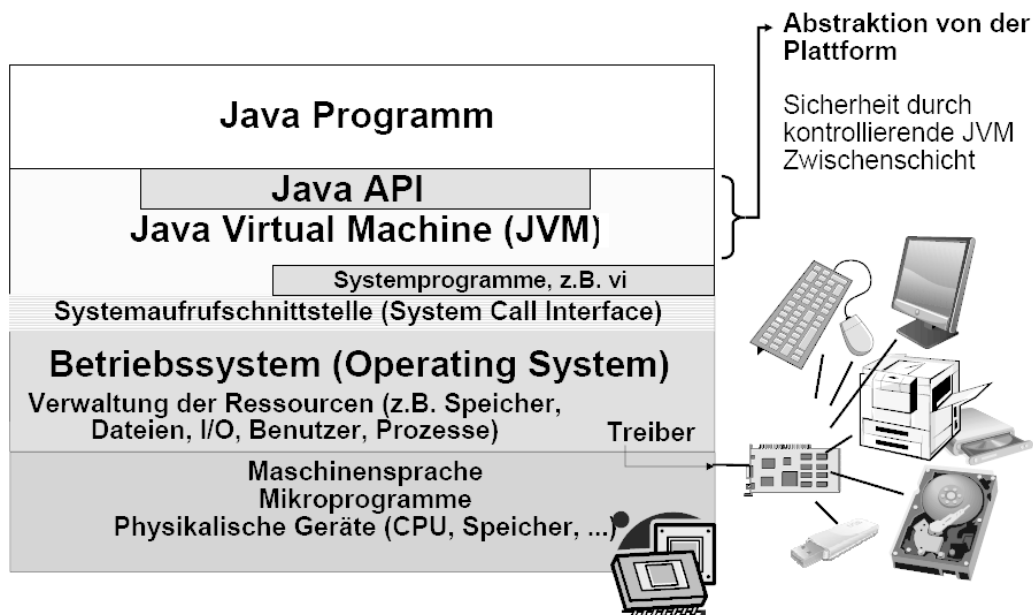 Abstraktion von der
Plattform
Sicherheit durch
kontrollierende JVM
Zwischenschicht
Java Programm
Java API
Java Virtual Machine (JVM)
Systemprogramme, z.B. vi
Systemaufrufschnittstelle (System Call Interface)
Betriebssystem (Operating System)
Verwaltung der Ressourcen (z.B. Speicher,
Dateien, I/O, Benutzer, Prozesse)
Treiber
Maschinensprache
Mikroprogramme
Physikalische Geräte (CPU, Speicher, ...)